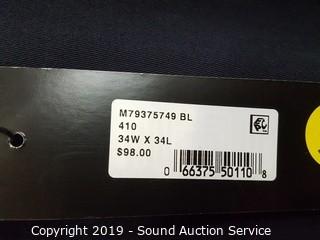 M79375749 BL
410
34W X 34L
$98.00
0 66375 50110 8
Copyright 2019 - Sound Auction Service